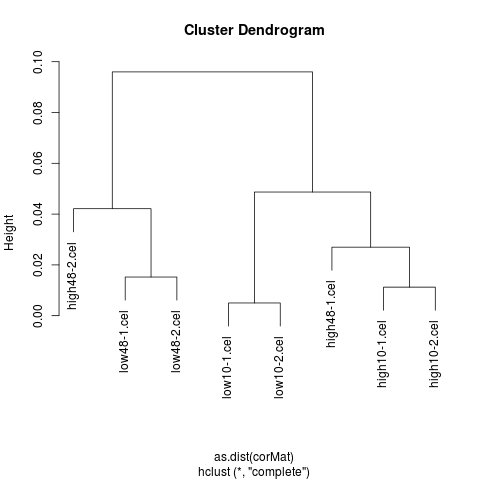 Cluster Dendrogram
Height
0.10
0.08
0.06
0.04
0.02
0.00
high48-2.cel
low48-1.cel
low48-2.cel
low10-1.cel
low10-2.cel
high48-1.cel
high10-1.cel
high10-2.cel
as.dist(corMat)
hclust (*, "complete")